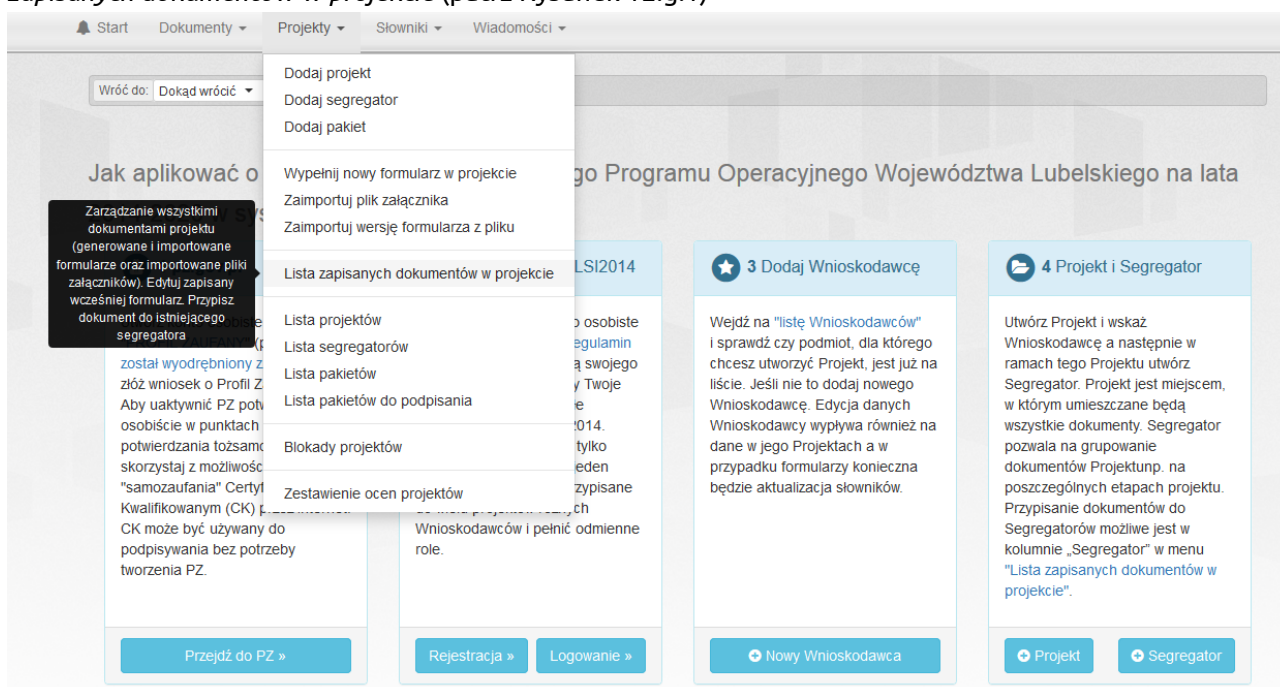 Start Dokumenty Projekty Słowniki Wiadomości
Wróć do: Dokąd wrócić
Dodaj projekt
Dodaj segregator
Dodaj pakiet
Wypełnij nowy formularz w projekcie
Zaimportuj plik załącznika
Zaimportuj wersję formularza z pliku
Lista zapisanych dokumentów w projekcie
Lista projektów
Lista segregatorów
Lista pakietów
Lista pakietów do podpisania
Blokady projektów
Zestawienie ocen projektów
Jak aplikować o
go Programu Operacyjnego Województwa Lubelskiego na lata
Zarządzanie wszystkimi
dokumentami projektu
(generowane i importowane
formularze oraz importowane pliki
załączników). Edytuj zapisany
wcześniej formularz. Przypisz
dokument do istniejącego
segregatora
został wyodrębniony z
złóż wniosek o Profil Z
Aby uaktywnić PZ potw
osobiście w punktach
potwierdzania tożsamo
skorzystaj z możliwośc
"samozaufania" Certyf
Kwalifikowanym (CK) przez Internet.
CK może być używany do
podpisywania bez potrzeby
tworzenia PZ.
Przejdź do PZ »
LSI2014
o osobiste
egulamin
ą swojego
y Twoje
2014.
tylko
eden
rzypisane
Wnioskodawców i pełnić odmienne
role.
Rejestracja » Logowanie »
3 Dodaj Wnioskodawcę
Wejdź na "listę Wnioskodawców"
i sprawdź czy podmiot, dla którego
chcesz utworzyć Projekt, jest już na
liście. Jeśli nie to dodaj nowego
Wnioskodawcę. Edycja danych
Wnioskodawcy wypływa również na
dane w jego Projektach a w
przypadku formularzy konieczna
będzie aktualizacja słowników.
Nowy Wnioskodawca
4 Projekt i Segregator
Utwórz Projekt i wskaż
Wnioskodawcę a następnie w
ramach tego Projektu utwórz
Segregator. Projekt jest miejscem,
w którym umieszczane będą
wszystkie dokumenty. Segregator
pozwala na grupowanie
dokumentów Projektunp. na
poszczególnych etapach projektu.
Przypisanie dokumentów do
Segregatorów możliwe jest w
kolumnie „Segregator" w menu
"Lista zapisanych dokumentów w
projekcie".
Projekt Segregator